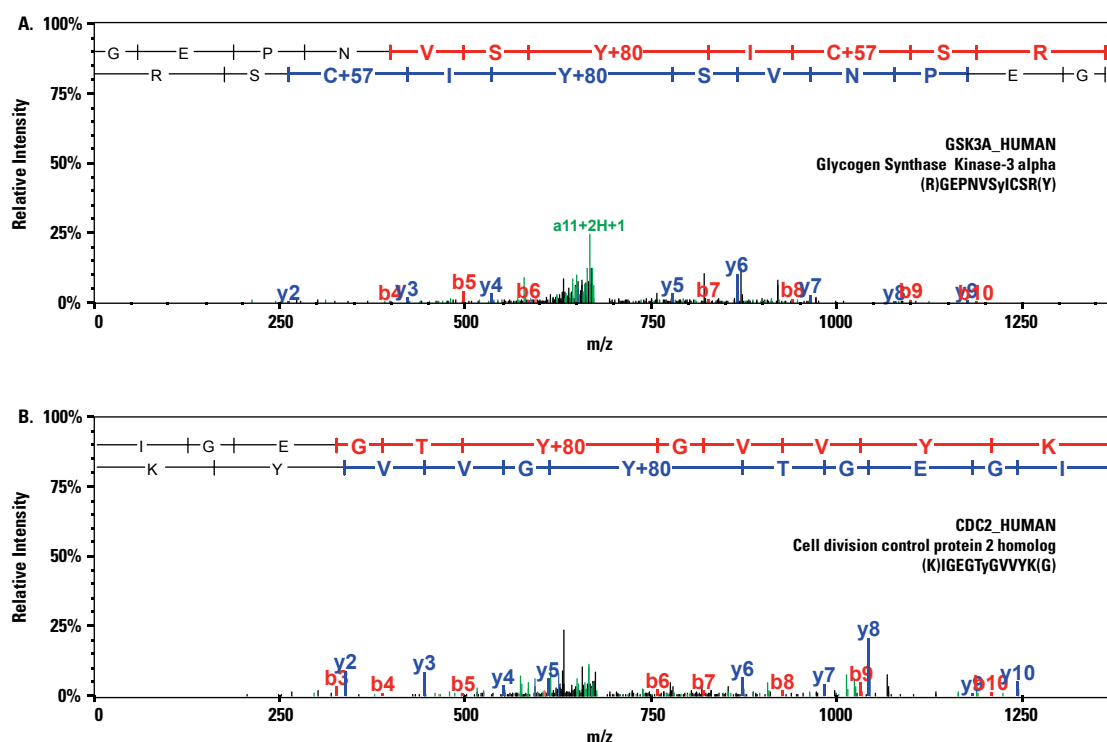 A.
100%
75%
50%
25%
0%
Relative Intensity
G E P N V S Y+80 I C+57 S R
R S C+57 I Y+80 S V N P E G
GSK3A_HUMAN
Glycogen Synthase Kinase-3 alpha
(R)GEPNVSyICSR(Y)
a11+2H+1
y2 b4 y3 b5 y4 b6 y5 b7 y6 b8 y7 y8 b9 y9 b10
0 250 500 750 1000 1250
m/z
B.
100%
75%
50%
25%
0%
Relative Intensity
I G E G T Y+80 G V V Y K
K Y V V G Y+80 T G E G I
CDC2_HUMAN
Cell division control protein 2 homolog
(K)IGEGTyGVVYK(G)
b3 y2 b4 y3 b5 y4 y5 b6 b7 y6 b8 y7 b9 y8 y9 b10 y10
0 250 500 750 1000 1250
m/z